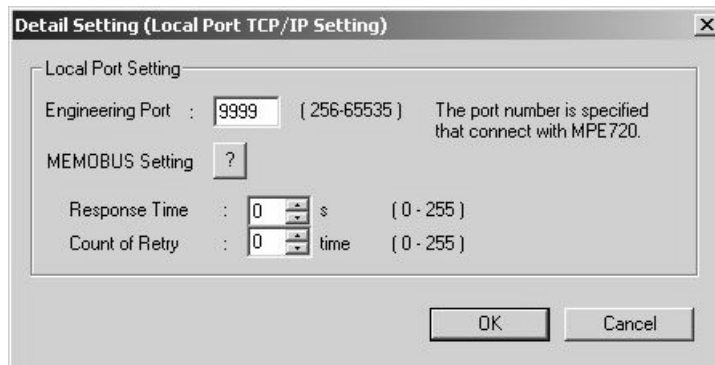 Detail Setting (Local Port TCP/IP Setting)
Local Port Setting
Engineering Port : 9999 ( 256-65535 ) The port number is specified
that connect with MPE720.
MEMOBUS Setting ?
Response Time : 0 s ( 0 - 255 )
Count of Retry : 0 time ( 0 - 255 )
OK Cancel